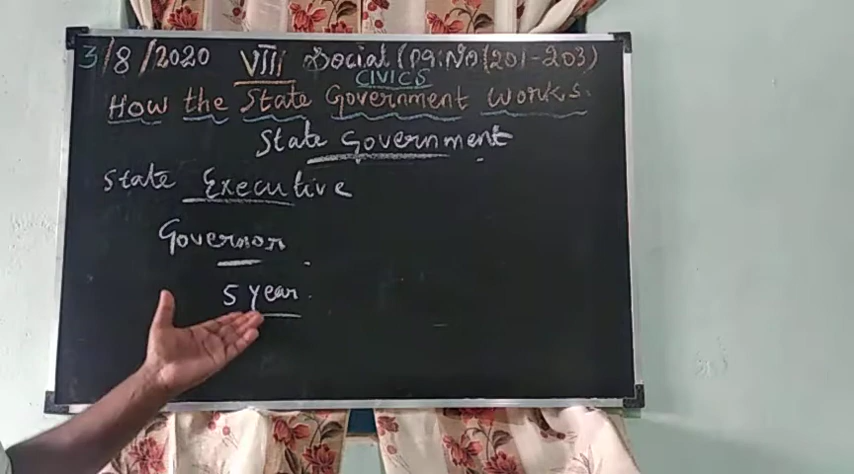 3/8/2020 VIII Social (Pg:No(201-203)
CIVICS
How the State Government Works.
State Government
State Executive
Governor
5 year